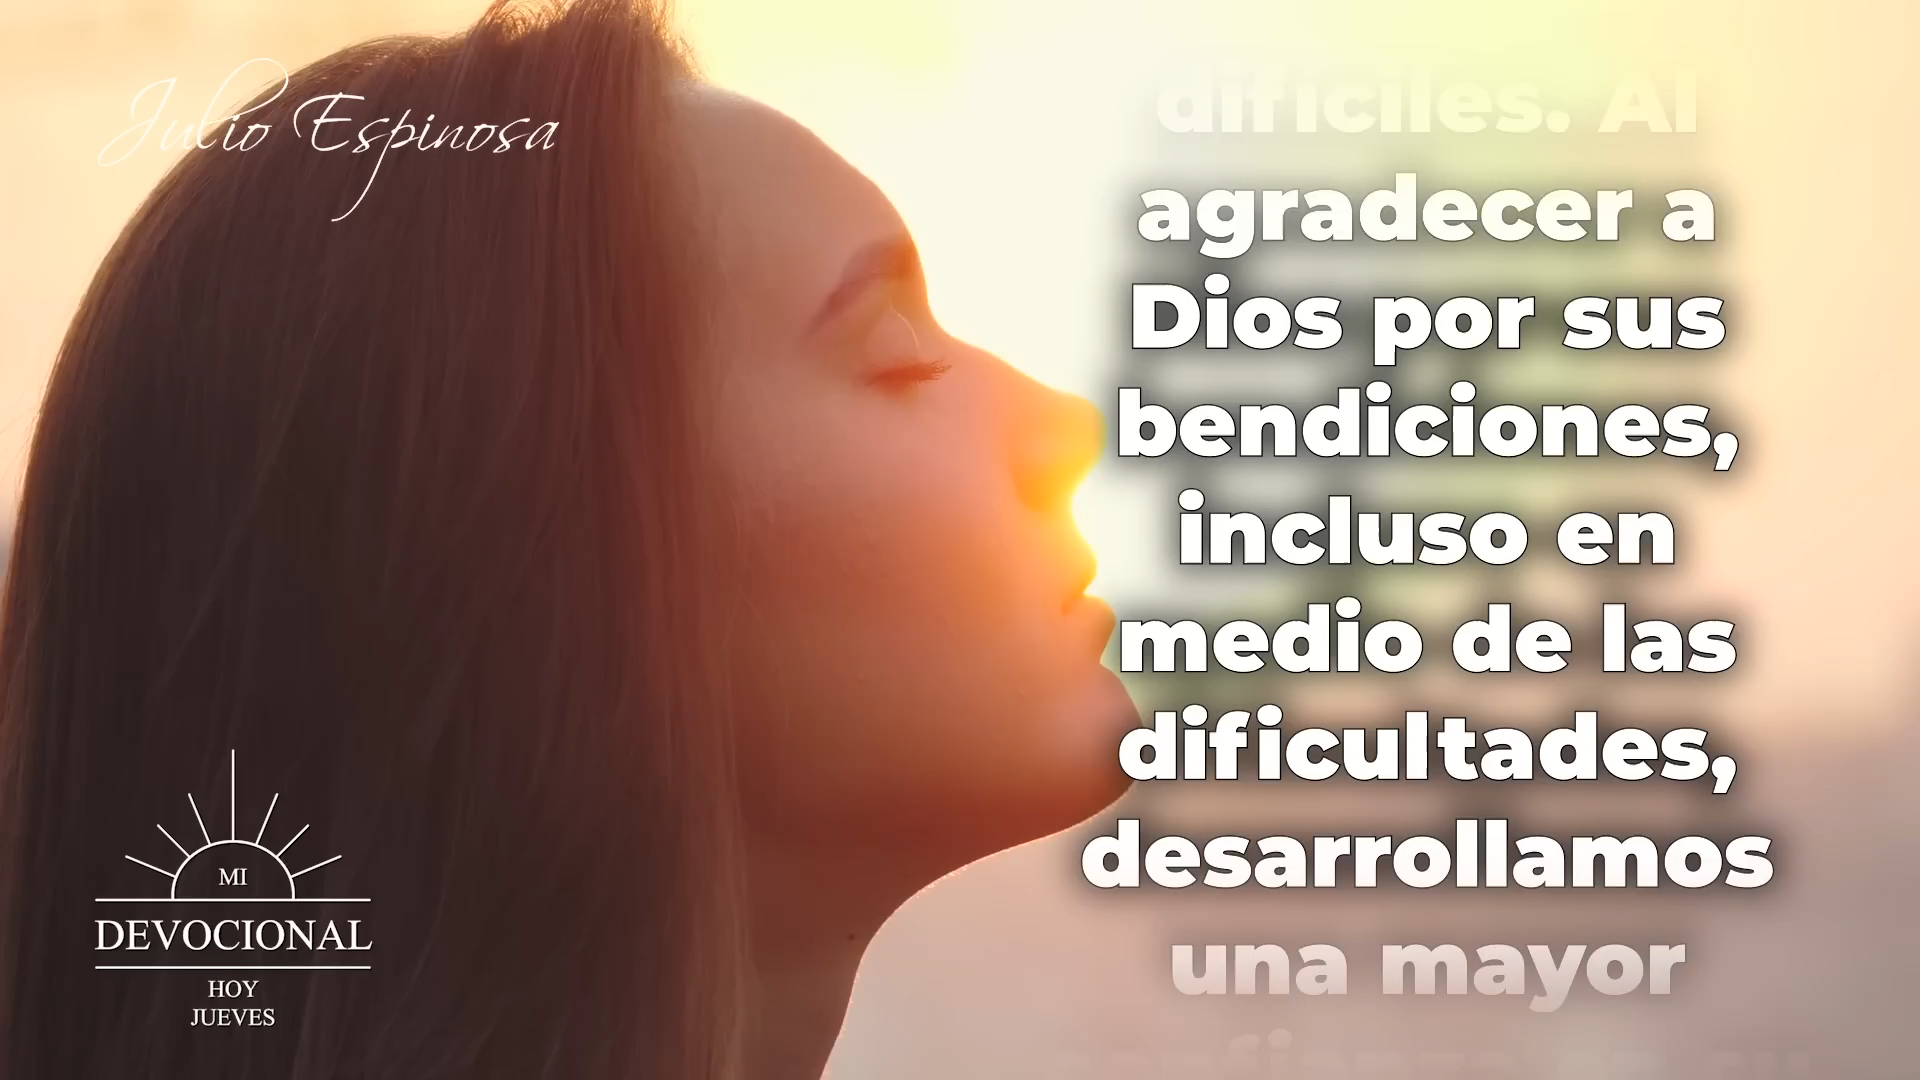 Julio Espinosa
difíciles. Al
agradecer a
Dios por sus
bendiciones,
incluso en
medio de las
dificultades,
desarrollamos
una mayor
MI
DEVOCIONAL
HOY
JUEVES